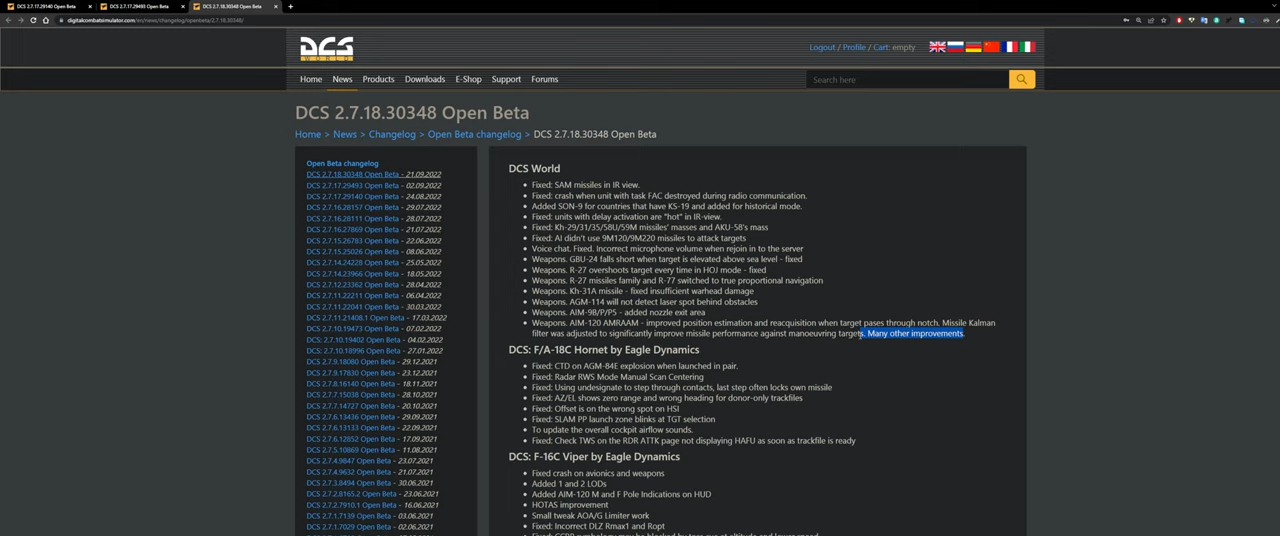 DCS 2.7.17.29140 Open Beta
DCS 2.7.17.29493 Open Beta
DCS 2.7.18.30348 Open Beta
digitalcombatsimulator.com/en/news/changelog/openbeta/2.7.18.30348/
DCS
WORLD
Logout / Profile / Cart: empty
Home News Products Downloads E-Shop Support Forums
Search here
DCS 2.7.18.30348 Open Beta
Home > News > Changelog > Open Beta changelog > DCS 2.7.18.30348 Open Beta
Open Beta changelog
DCS 2.7.18.30348 Open Beta - 21.09.2022
DCS 2.7.17.29493 Open Beta - 02.09.2022
DCS 2.7.17.29140 Open Beta - 24.08.2022
DCS 2.7.16.28157 Open Beta - 29.07.2022
DCS 2.7.16.28111 Open Beta - 28.07.2022
DCS 2.7.16.27869 Open Beta - 21.07.2022
DCS 2.7.15.26783 Open Beta - 22.06.2022
DCS 2.7.15.25026 Open Beta - 08.06.2022
DCS 2.7.14.24228 Open Beta - 25.05.2022
DCS 2.7.14.23966 Open Beta - 18.05.2022
DCS 2.7.12.23362 Open Beta - 28.04.2022
DCS 2.7.11.22211 Open Beta - 06.04.2022
DCS 2.7.11.22041 Open Beta - 30.03.2022
DCS 2.7.11.21408.1 Open Beta - 17.03.2022
DCS 2.7.10.19473 Open Beta - 07.02.2022
DCS: 2.7.10.19402 Open Beta - 04.02.2022
DCS: 2.7.10.18996 Open Beta - 27.01.2022
DCS 2.7.9.18080 Open Beta - 29.12.2021
DCS 2.7.9.17830 Open Beta - 23.12.2021
DCS 2.7.8.16140 Open Beta - 18.11.2021
DCS 2.7.7.15038 Open Beta - 28.10.2021
DCS 2.7.7.14727 Open Beta - 20.10.2021
DCS 2.7.6.13436 Open Beta - 29.09.2021
DCS 2.7.6.13133 Open Beta - 22.09.2021
DCS 2.7.6.12852 Open Beta - 17.09.2021
DCS 2.7.5.10869 Open Beta - 11.08.2021
DCS 2.7.4.9847 Open Beta - 23.07.2021
DCS 2.7.4.9632 Open Beta - 21.07.2021
DCS 2.7.3.8494 Open Beta - 30.06.2021
DCS 2.7.2.8165.2 Open Beta - 23.06.2021
DCS 2.7.2.7910.1 Open Beta - 16.06.2021
DCS 2.7.1.7139 Open Beta - 03.06.2021
DCS 2.7.1.7029 Open Beta - 02.06.2021
DCS World
Fixed: SAM missiles in IR view.
Fixed: crash when unit with task FAC destroyed during radio communication.
Added SON-9 for countries that have KS-19 and added for historical mode.
Fixed: units with delay activation are "hot" in IR-view.
Fixed: Kh-29/31/35/58U/59M missiles' masses and AKU-58's mass
Fixed: AI didn't use 9M120/9M220 missiles to attack targets
Voice chat. Fixed. Incorrect microphone volume when rejoin in to the server
Weapons. GBU-24 falls short when target is elevated above sea level - fixed
Weapons. R-27 overshoots target every time in HOJ mode - fixed
Weapons. R-27 missiles family and R-77 switched to true proportional navigation
Weapons. Kh-31A missile - fixed insufficient warhead damage
Weapons. AGM-114 will not detect laser spot behind obstacles
Weapons. AIM-9B/P/P5 - added nozzle exit area
Weapons. AIM-120 AMRAAM - improved position estimation and reacquisition when target pases through notch. Missile Kalman
filter was adjusted to significantly improve missile performance against manoeuvring targets. Many other improvements.
DCS: F/A-18C Hornet by Eagle Dynamics
Fixed: CTD on AGM-84E explosion when launched in pair.
Fixed: Radar RWS Mode Manual Scan Centering
Fixed: Using undesignate to step through contacts, last step often locks own missile
Fixed: AZ/EL shows zero range and wrong heading for donor-only trackfiles
Fixed: Offset is on the wrong spot on HSI
Fixed: SLAM PP launch zone blinks at TGT selection
To update the overall cockpit airflow sounds.
Fixed: Check TWS on the RDR ATTK page not displaying HAFU as soon as trackfile is ready
DCS: F-16C Viper by Eagle Dynamics
Fixed crash on avionics and weapons
Added 1 and 2 LODs
Added AIM-120 M and F Pole Indications on HUD
HOTAS improvement
Small tweak AOA/G Limiter work
Fixed: Incorrect DLZ Rmax1 and Ropt